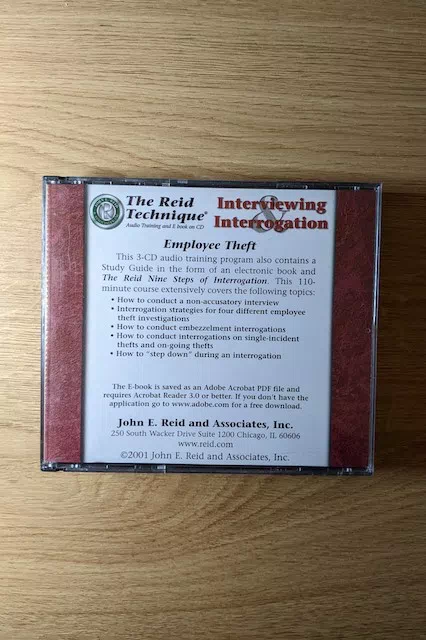 The Reid
Technique®
Audio Training and E book on CD
Interviewing
&
Interrogation
Employee Theft
This 3-CD audio training program also contains a
Study Guide in the form of an electronic book and
The Reid Nine Steps of Interrogation. This 110-
minute course extensively covers the following topics:
• How to conduct a non-accusatory interview
• Interrogation strategies for four different employee
theft investigations
• How to conduct embezzlement interrogations
• How to conduct interrogations on single-incident
thefts and on-going thefts
• How to "step down" during an interrogation
The E-book is saved as an Adobe Acrobat PDF file and
requires Acrobat Reader 3.0 or better. If you don't have the
application go to www.adobe.com for a free download.
John E. Reid and Associates, Inc.
250 South Wacker Drive Suite 1200 Chicago, IL 60606
www.reid.com
©2001 John E. Reid and Associates, Inc.